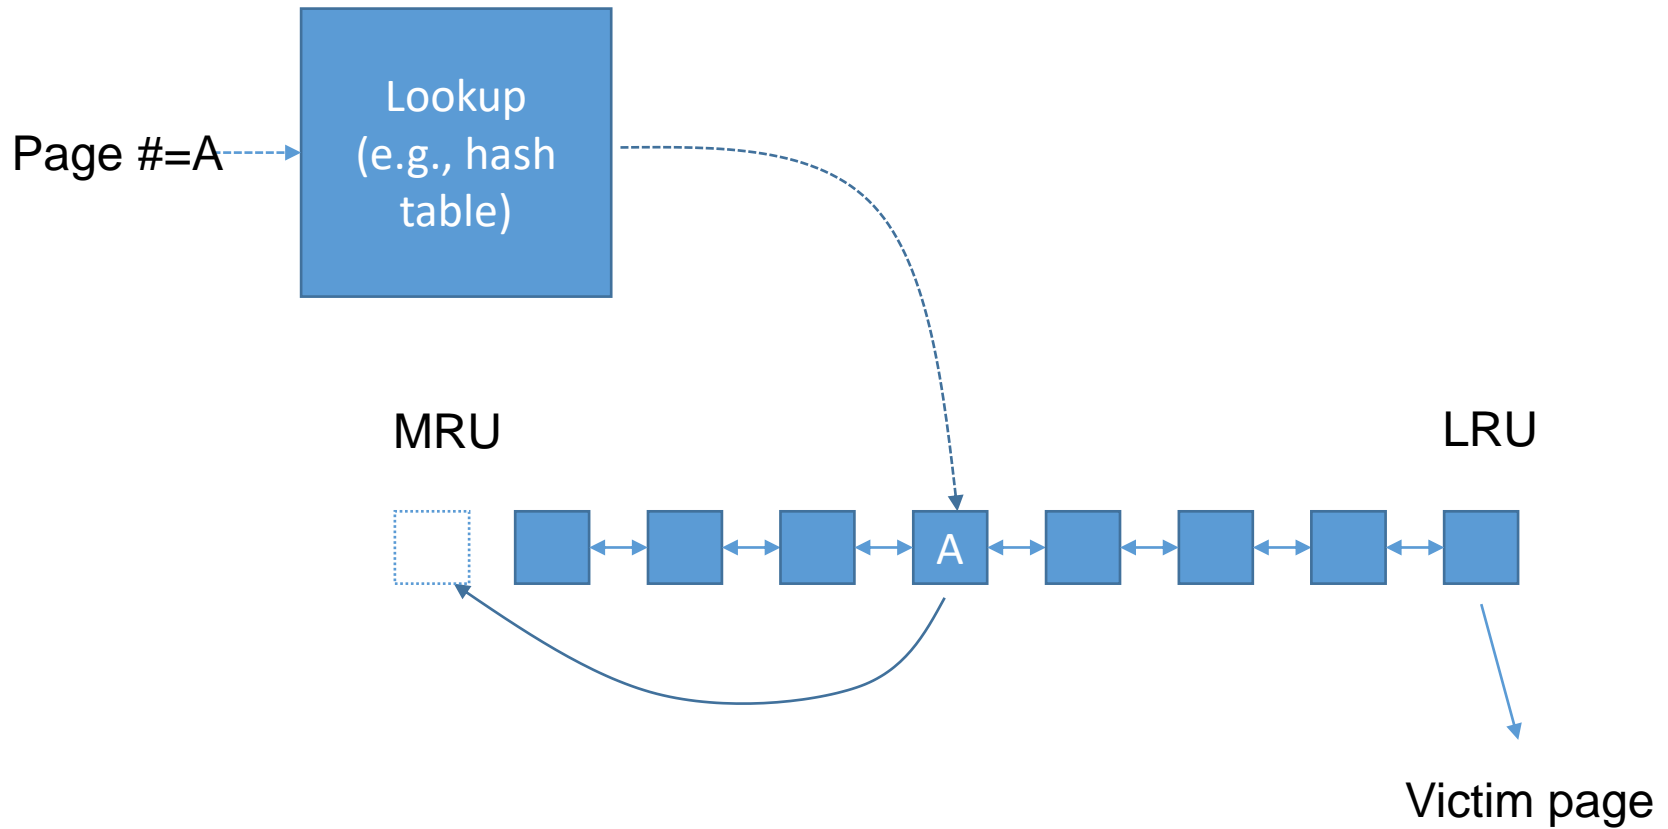 Lookup
(e.g., hash
table)
Page #=A
MRU
LRU
A
Victim page